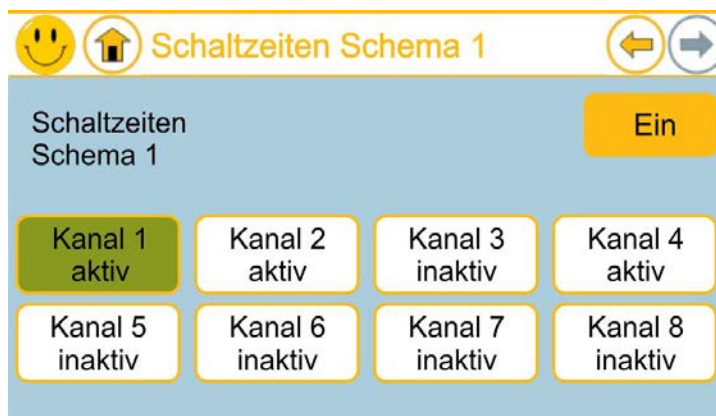 Schaltzeiten Schema 1
Schaltzeiten
Schema 1
Ein
Kanal 1
aktiv
Kanal 2
aktiv
Kanal 3
inaktiv
Kanal 4
aktiv
Kanal 5
inaktiv
Kanal 6
inaktiv
Kanal 7
inaktiv
Kanal 8
inaktiv